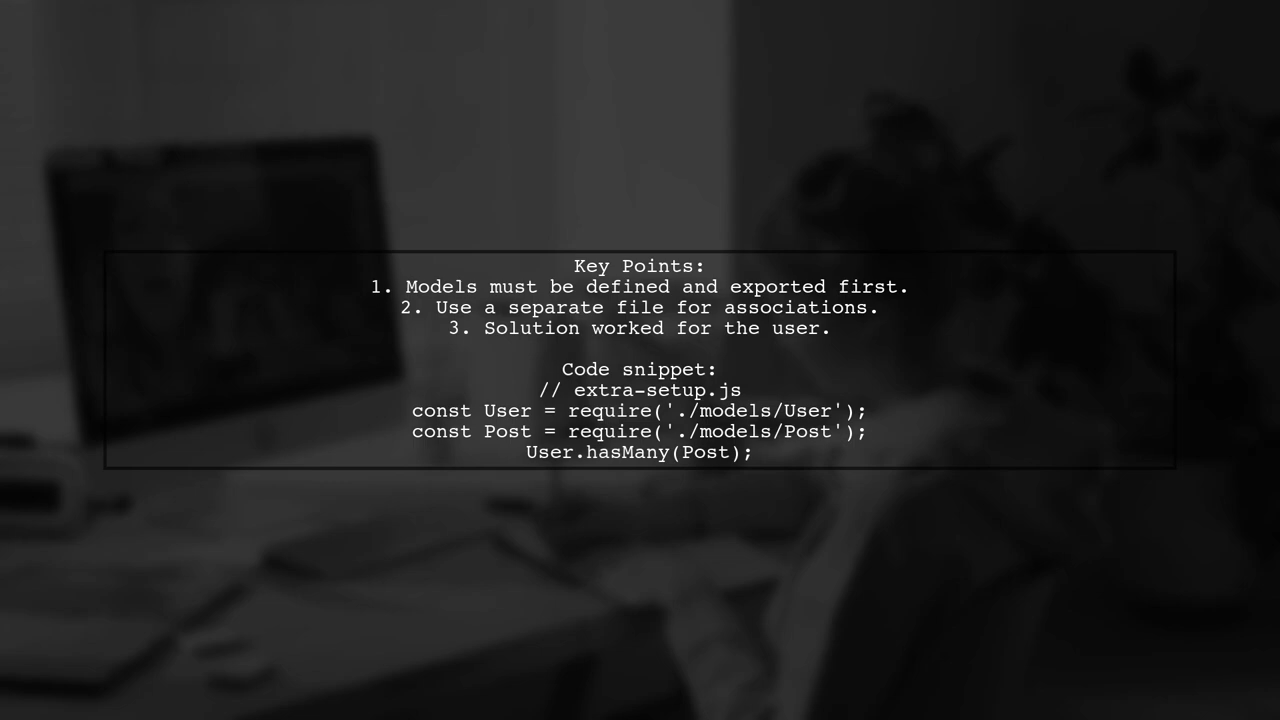 Key Points:
1. Models must be defined and exported first.
2. Use a separate file for associations.
3. Solution worked for the user.
Code snippet:
// extra-setup.js
const User = require('./models/User');
const Post = require('./models/Post');
User.hasMany(Post);